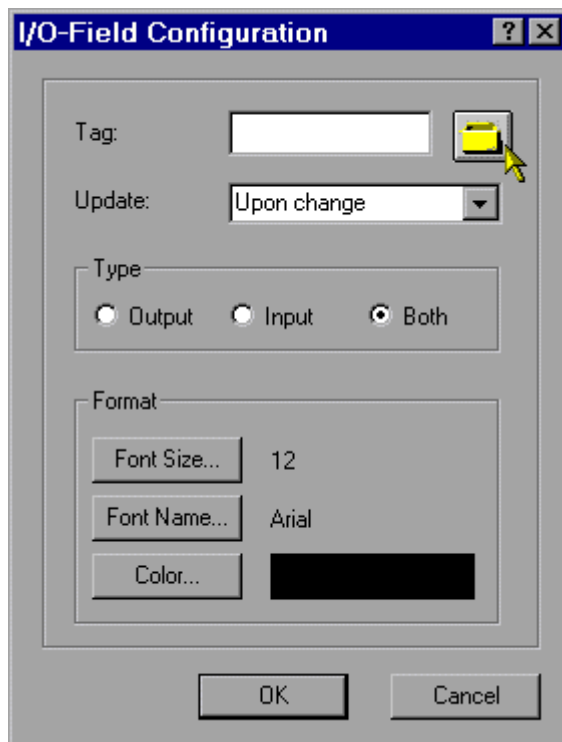 I/O-Field Configuration
Tag:
Update: Upon change
Type
Output Input Both
Format
Font Size... 12
Font Name... Arial
Color...
OK Cancel